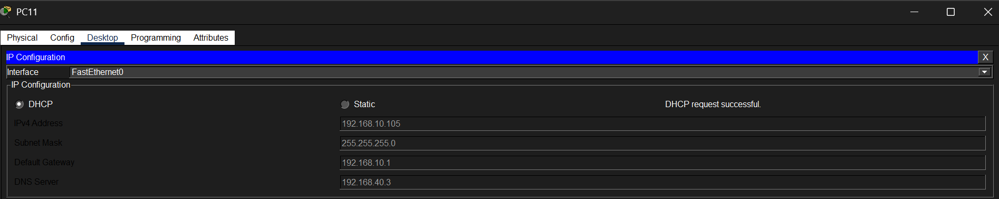 PC11
Physical Config Desktop Programming Attributes
IP Configuration X
Interface FastEthernet0
IP Configuration
DHCP Static DHCP request successful.
IPv4 Address 192.168.10.105
Subnet Mask 255.255.255.0
Default Gateway 192.168.10.1
DNS Server 192.168.40.3